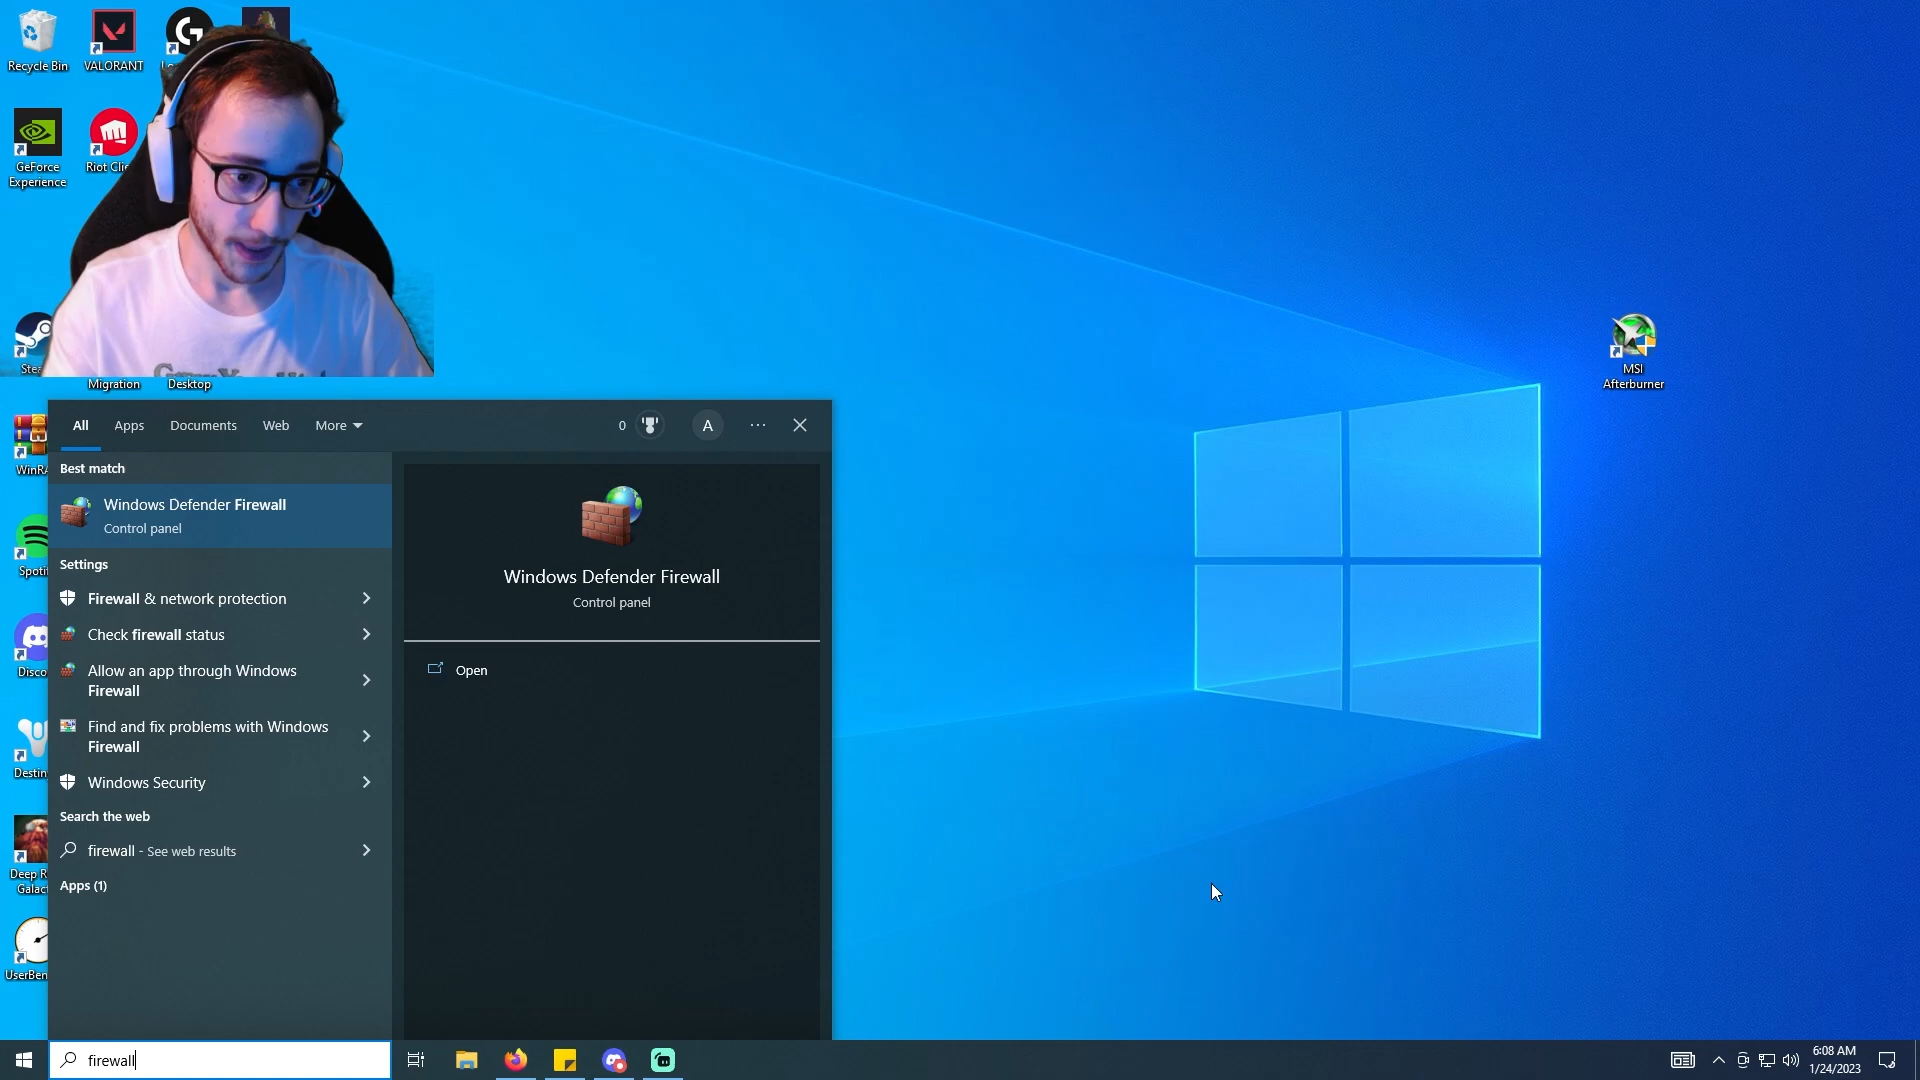 Recycle Bin
VALORANT
GeForce
Experience
Riot Clie
Migration
Desktop
MSI
Afterburner
All
Apps
Documents
Web
More
0
A
Best match
Windows Defender Firewall
Control panel
Settings
Firewall & network protection
Check firewall status
Allow an app through Windows
Firewall
Find and fix problems with Windows
Firewall
Windows Security
Search the web
firewall - See web results
Apps (1)
Windows Defender Firewall
Control panel
Open
Stea
WinRA
Spotif
Disco
Destin
Deep R
Galac
UserBen
firewall
6:08 AM
1/24/2023